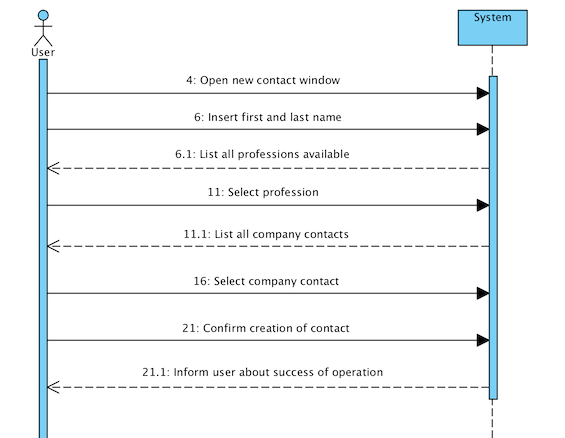 System
User
4: Open new contact window
6: Insert first and last name
6.1: List all professions available
11: Select profession
11.1: List all company contacts
16: Select company contact
21: Confirm creation of contact
21.1: Inform user about success of operation